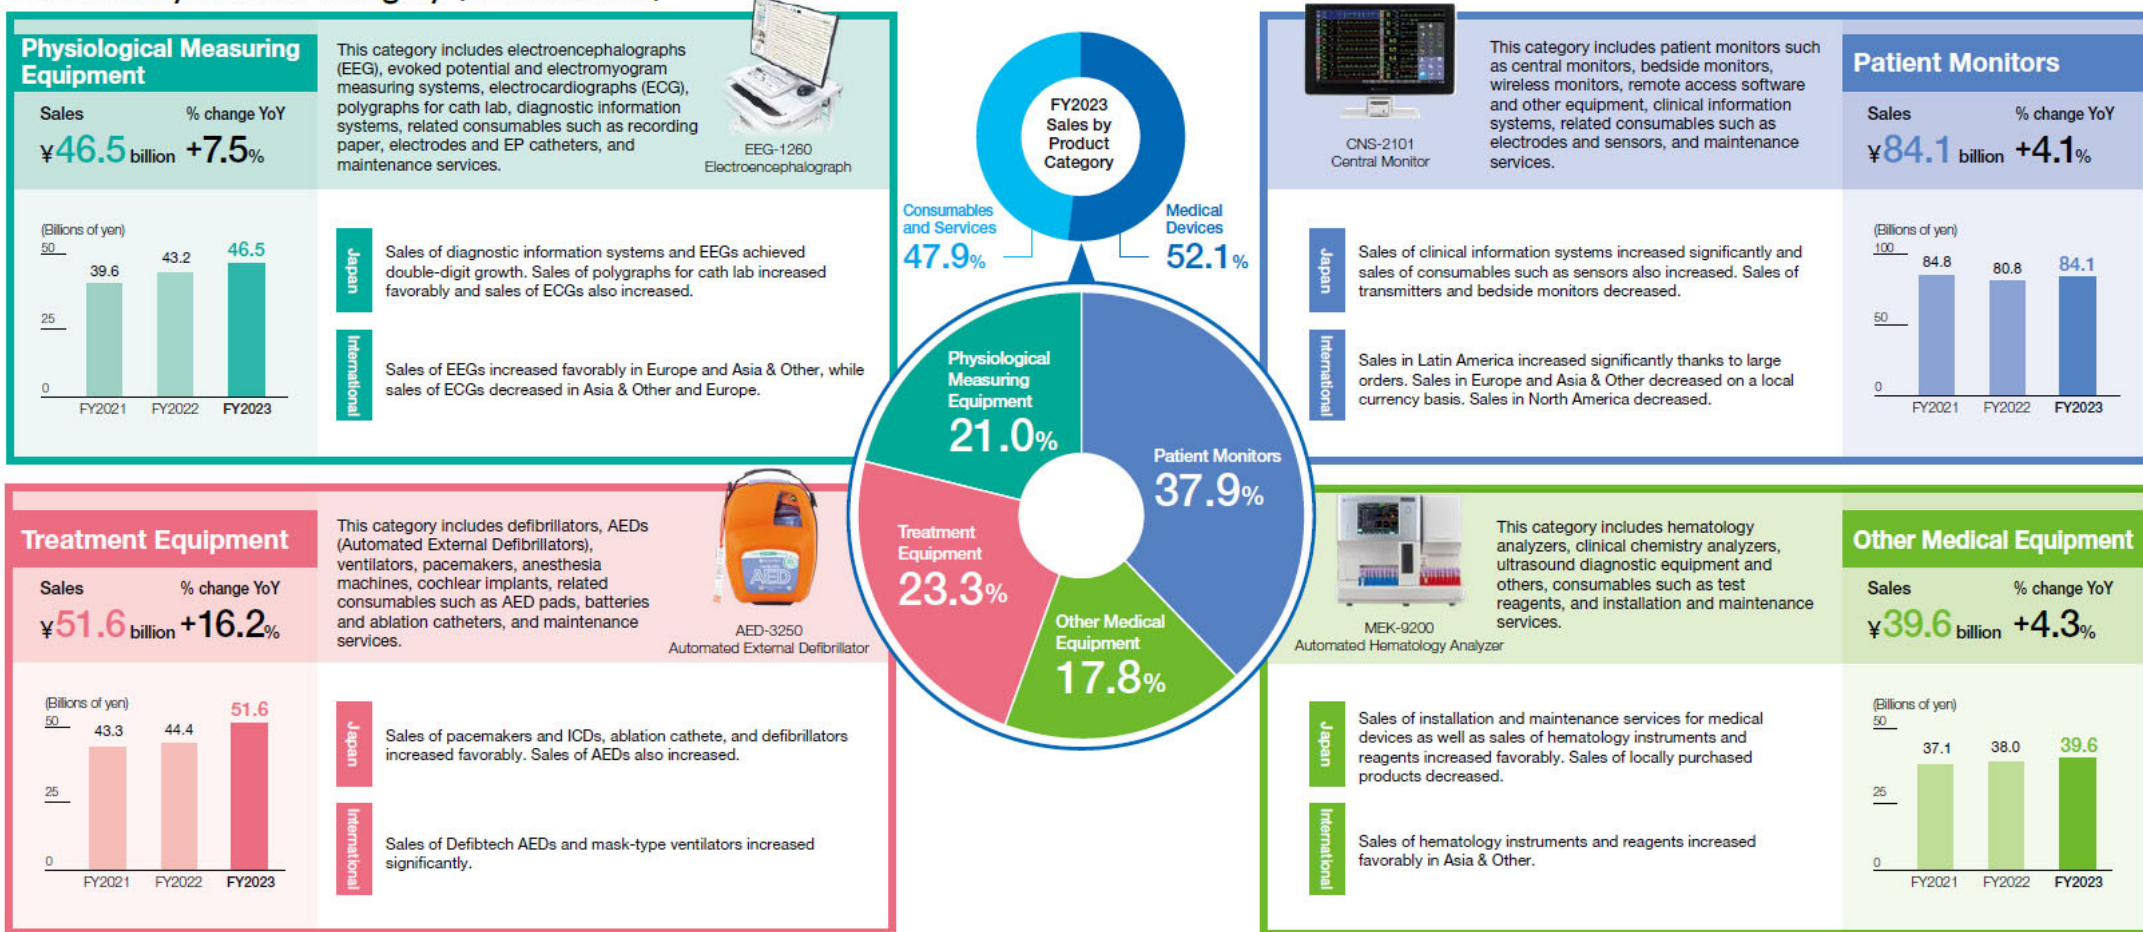 Physiological Measuring
Equipment
Sales
% change YoY
¥46.5 billion +7.5%
This category includes electroencephalographs
(EEG), evoked potential and electromyogram
measuring systems, electrocardiographs (ECG),
polygraphs for cath lab, diagnostic information
systems, related consumables such as recording
paper, electrodes and EP catheters, and
maintenance services.
EEG-1260
Electroencephalograph
(Billions of yen)
50
25
0
39.6
43.2
46.5
FY2021
FY2022
FY2023
Japan
Sales of diagnostic information systems and EEGs achieved
double-digit growth. Sales of polygraphs for cath lab increased
favorably and sales of ECGs also increased.
International
Sales of EEGs increased favorably in Europe and Asia & Other, while
sales of ECGs decreased in Asia & Other and Europe.
FY2023
Sales by
Product
Category
Consumables
and Services
47.9%
Medical
Devices
52.1%
Physiological
Measuring
Equipment
21.0%
Patient Monitors
37.9%
Treatment
Equipment
23.3%
Other Medical
Equipment
17.8%
CNS-2101
Central Monitor
This category includes patient monitors such
as central monitors, bedside monitors,
wireless monitors, remote access software
and other equipment, clinical information
systems, related consumables such as
electrodes and sensors, and maintenance
services.
Patient Monitors
Sales
% change YoY
¥84.1 billion +4.1%
Japan
Sales of clinical information systems increased significantly and
sales of consumables such as sensors also increased. Sales of
transmitters and bedside monitors decreased.
International
Sales in Latin America increased significantly thanks to large
orders. Sales in Europe and Asia & Other decreased on a local
currency basis. Sales in North America decreased.
(Billions of yen)
100
50
0
84.8
80.8
84.1
FY2021
FY2022
FY2023
Treatment Equipment
Sales
% change YoY
¥51.6 billion +16.2%
This category includes defibrillators, AEDs
(Automated External Defibrillators),
ventilators, pacemakers, anesthesia
machines, cochlear implants, related
consumables such as AED pads, batteries
and ablation catheters, and maintenance
services.
AED
AED-3250
Automated External Defibrillator
(Billions of yen)
50
25
0
43.3
44.4
51.6
FY2021
FY2022
FY2023
Japan
Sales of pacemakers and ICDs, ablation cathete, and defibrillators
increased favorably. Sales of AEDs also increased.
International
Sales of Defibtech AEDs and mask-type ventilators increased
significantly.
MEK-9200
Automated Hematology Analyzer
This category includes hematology
analyzers, clinical chemistry analyzers,
ultrasound diagnostic equipment and
others, consumables such as test
reagents, and installation and maintenance
services.
Other Medical Equipment
Sales
% change YoY
¥39.6 billion +4.3%
Japan
Sales of installation and maintenance services for medical
devices as well as sales of hematology instruments and
reagents increased favorably. Sales of locally purchased
products decreased.
International
Sales of hematology instruments and reagents increased
favorably in Asia & Other.
(Billions of yen)
50
25
0
37.1
38.0
39.6
FY2021
FY2022
FY2023